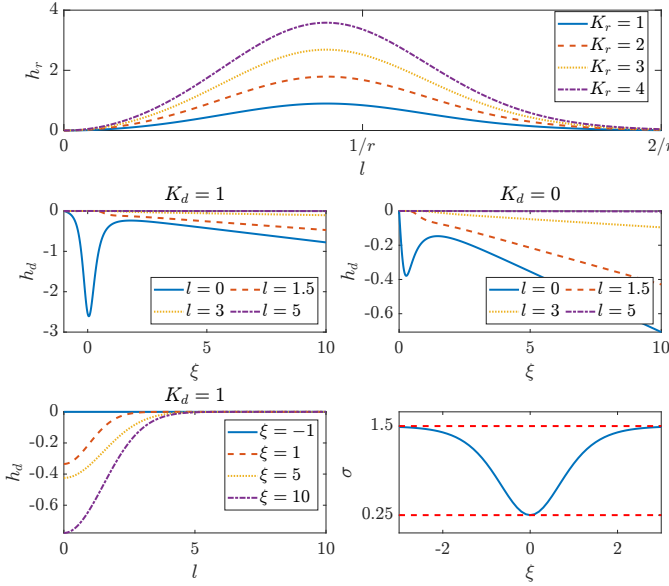 4
2
0
h_r
K_r = 1
K_r = 2
K_r = 3
K_r = 4
0
1/r
2/r
l
K_d = 1
0
-1
-2
-3
h_d
l = 0
l = 1.5
l = 3
l = 5
0
5
10
ξ
K_d = 0
0
-0.2
-0.4
-0.6
h_d
l = 0
l = 1.5
l = 3
l = 5
0
5
10
ξ
K_d = 1
0
-0.2
-0.4
-0.6
h_d
ξ = −1
ξ = 1
ξ = 5
ξ = 10
0
5
10
l
1.5
0.25
σ
-2
0
2
ξ